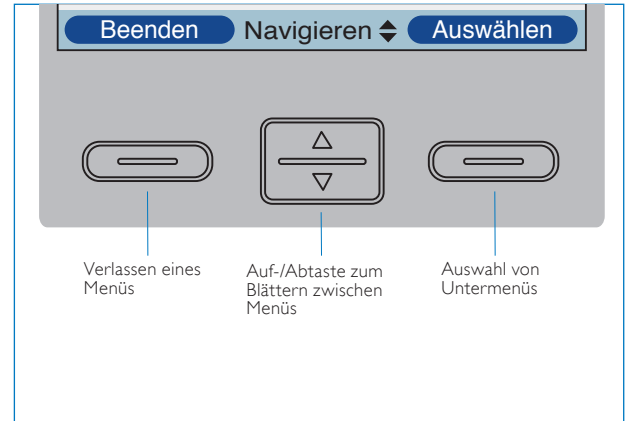 Beenden Navigieren Auswählen
Verlassen eines
Menüs
Auf-/Abtaste zum
Blättern zwischen
Menüs
Auswahl von
Untermenüs